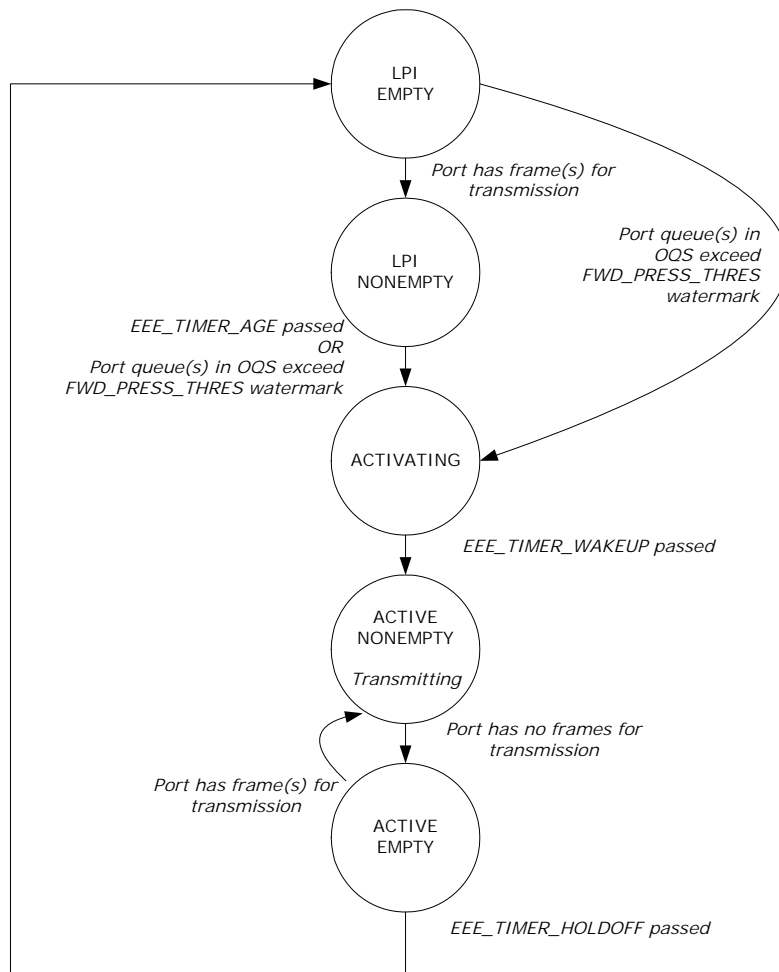 LPI
EMPTY
Port has frame(s) for
transmission
Port queue(s) in
OQS exceed
FWD_PRESS_THRES
watermark
LPI
NONEMPTY
EEE_TIMER_AGE passed
OR
Port queue(s) in OQS exceed
FWD_PRESS_THRES watermark
ACTIVATING
EEE_TIMER_WAKEUP passed
ACTIVE
NONEMPTY
Transmitting
Port has no frames for
transmission
Port has frame(s) for
transmission
ACTIVE
EMPTY
EEE_TIMER_HOLDOFF passed